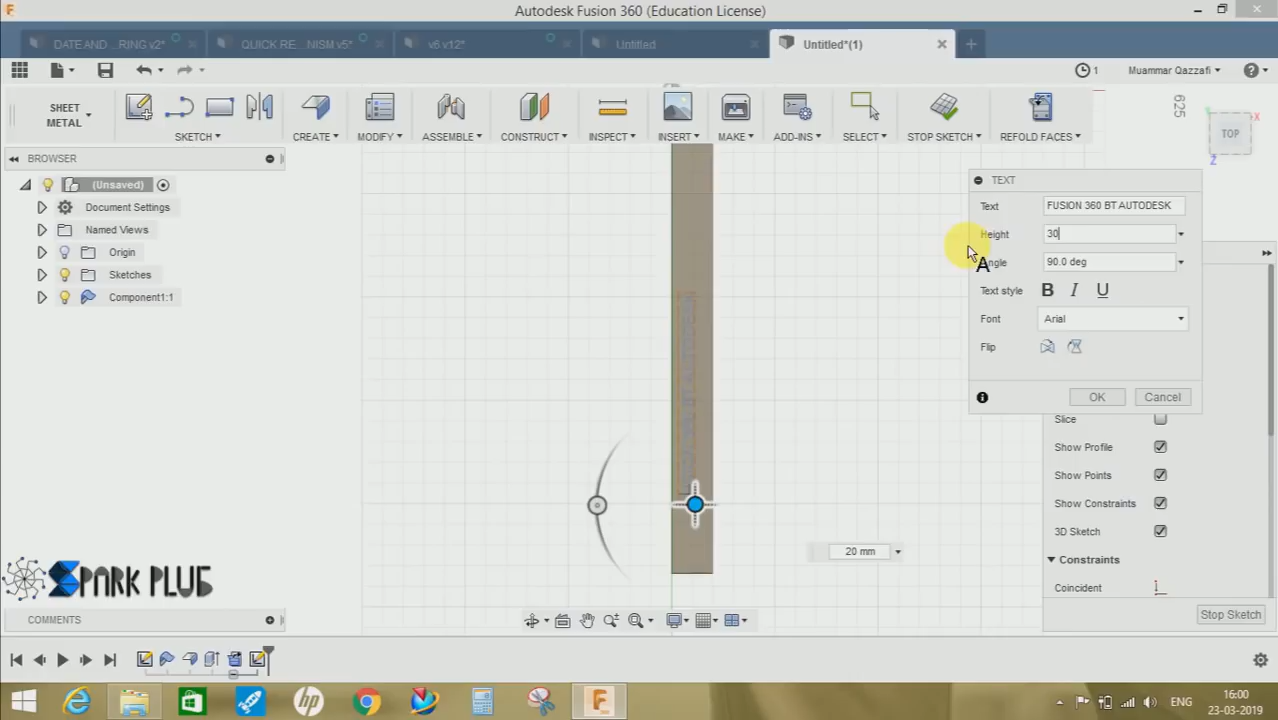 Autodesk Fusion 360 (Education License)
DATE AND ...RING v2*
QUICK RE...NISM v5*
v6 v12*
Untitled
Untitled*(1)
1
Muammar Qazzafi
SHEET METAL
SKETCH
CREATE
MODIFY
ASSEMBLE
CONSTRUCT
INSPECT
INSERT
MAKE
ADD-INS
SELECT
STOP SKETCH
REFOLD FACES
625
TOP
X
Z
BROWSER
(Unsaved)
Document Settings
Named Views
Origin
Sketches
Component1:1
TEXT
Text FUSION 360 BT AUTODESK
Height 30
Angle 90.0 deg
Text style B I U
Font Arial
Flip
OK Cancel
Slice
Show Profile
Show Points
Show Constraints
3D Sketch
Constraints
Coincident
Stop Sketch
20 mm
SPARK PLUG
COMMENTS
ENG
16:00
23-03-2019